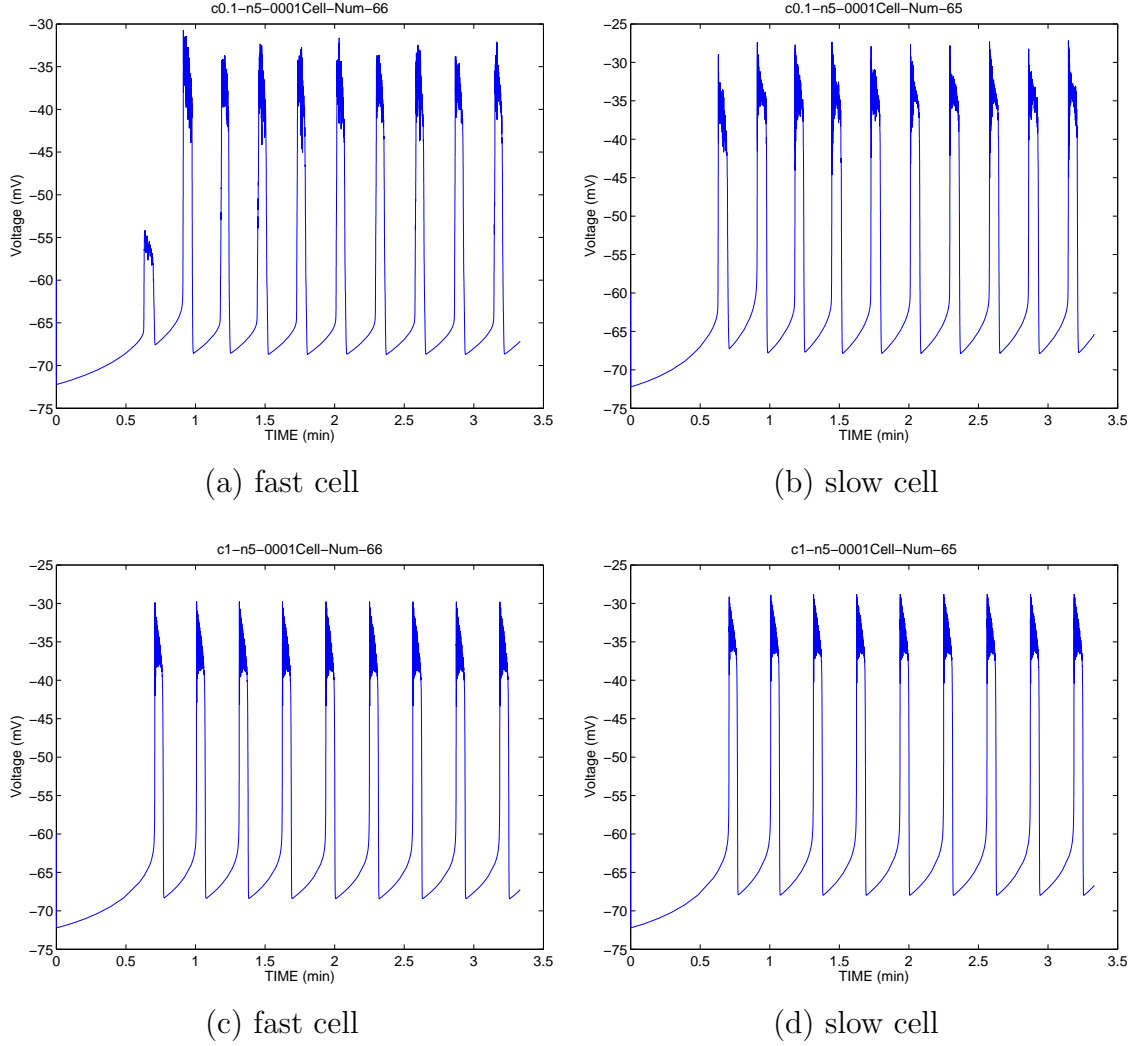 c0.1−n5−0001Cell−Num−66
−30
−35
−40
−45
−50
−55
−60
−65
−70
−75
Voltage (mV)
0 0.5 1 1.5 2 2.5 3 3.5
TIME (min)
(a) fast cell
c0.1−n5−0001Cell−Num−65
−25
−30
−35
−40
−45
−50
−55
−60
−65
−70
−75
Voltage (mV)
0 0.5 1 1.5 2 2.5 3 3.5
TIME (min)
(b) slow cell
c1−n5−0001Cell−Num−66
−25
−30
−35
−40
−45
−50
−55
−60
−65
−70
−75
Voltage (mV)
0 0.5 1 1.5 2 2.5 3 3.5
TIME (min)
(c) fast cell
c1−n5−0001Cell−Num−65
−25
−30
−35
−40
−45
−50
−55
−60
−65
−70
−75
Voltage (mV)
0 0.5 1 1.5 2 2.5 3 3.5
TIME (min)
(d) slow cell